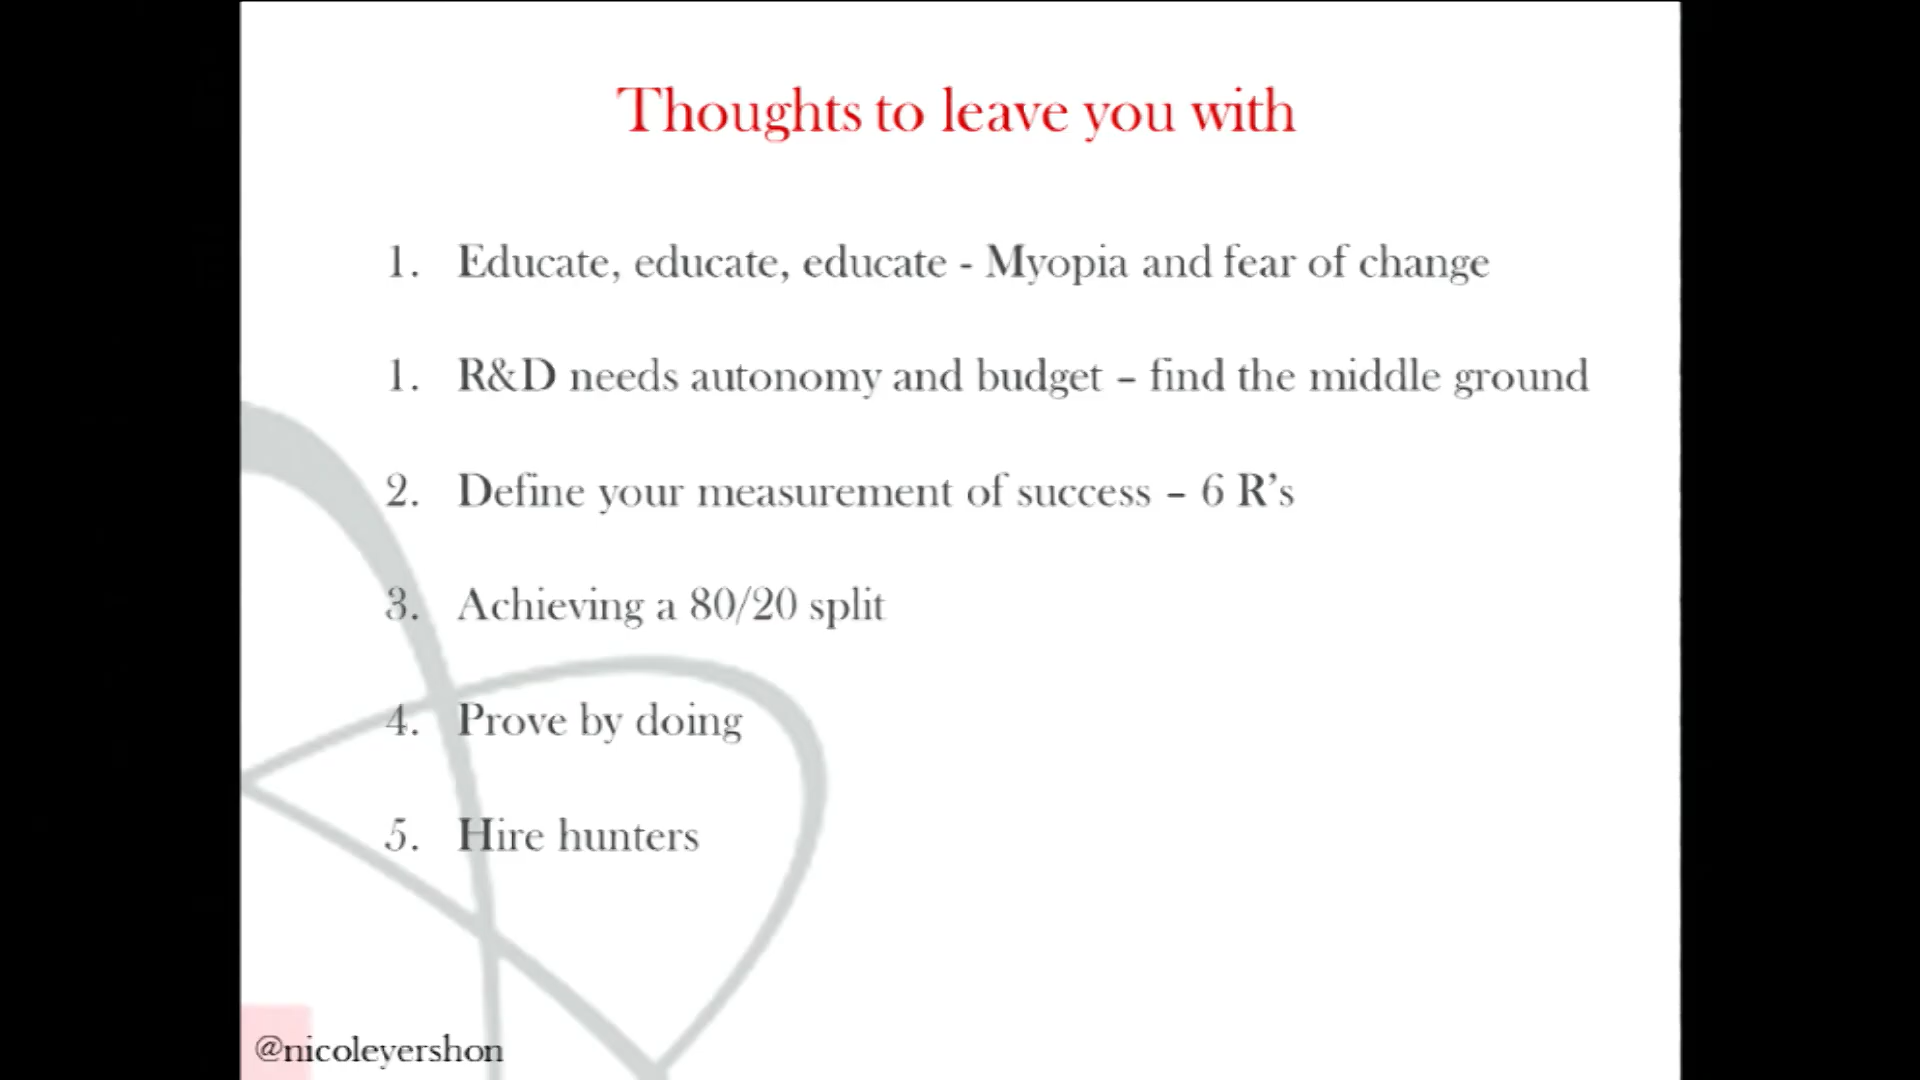 Thoughts to leave you with
1. Educate, educate, educate - Myopia and fear of change
1. R&D needs autonomy and budget – find the middle ground
2. Define your measurement of success – 6 R’s
3. Achieving a 80/20 split
4. Prove by doing
5. Hire hunters
@nicoleyershon